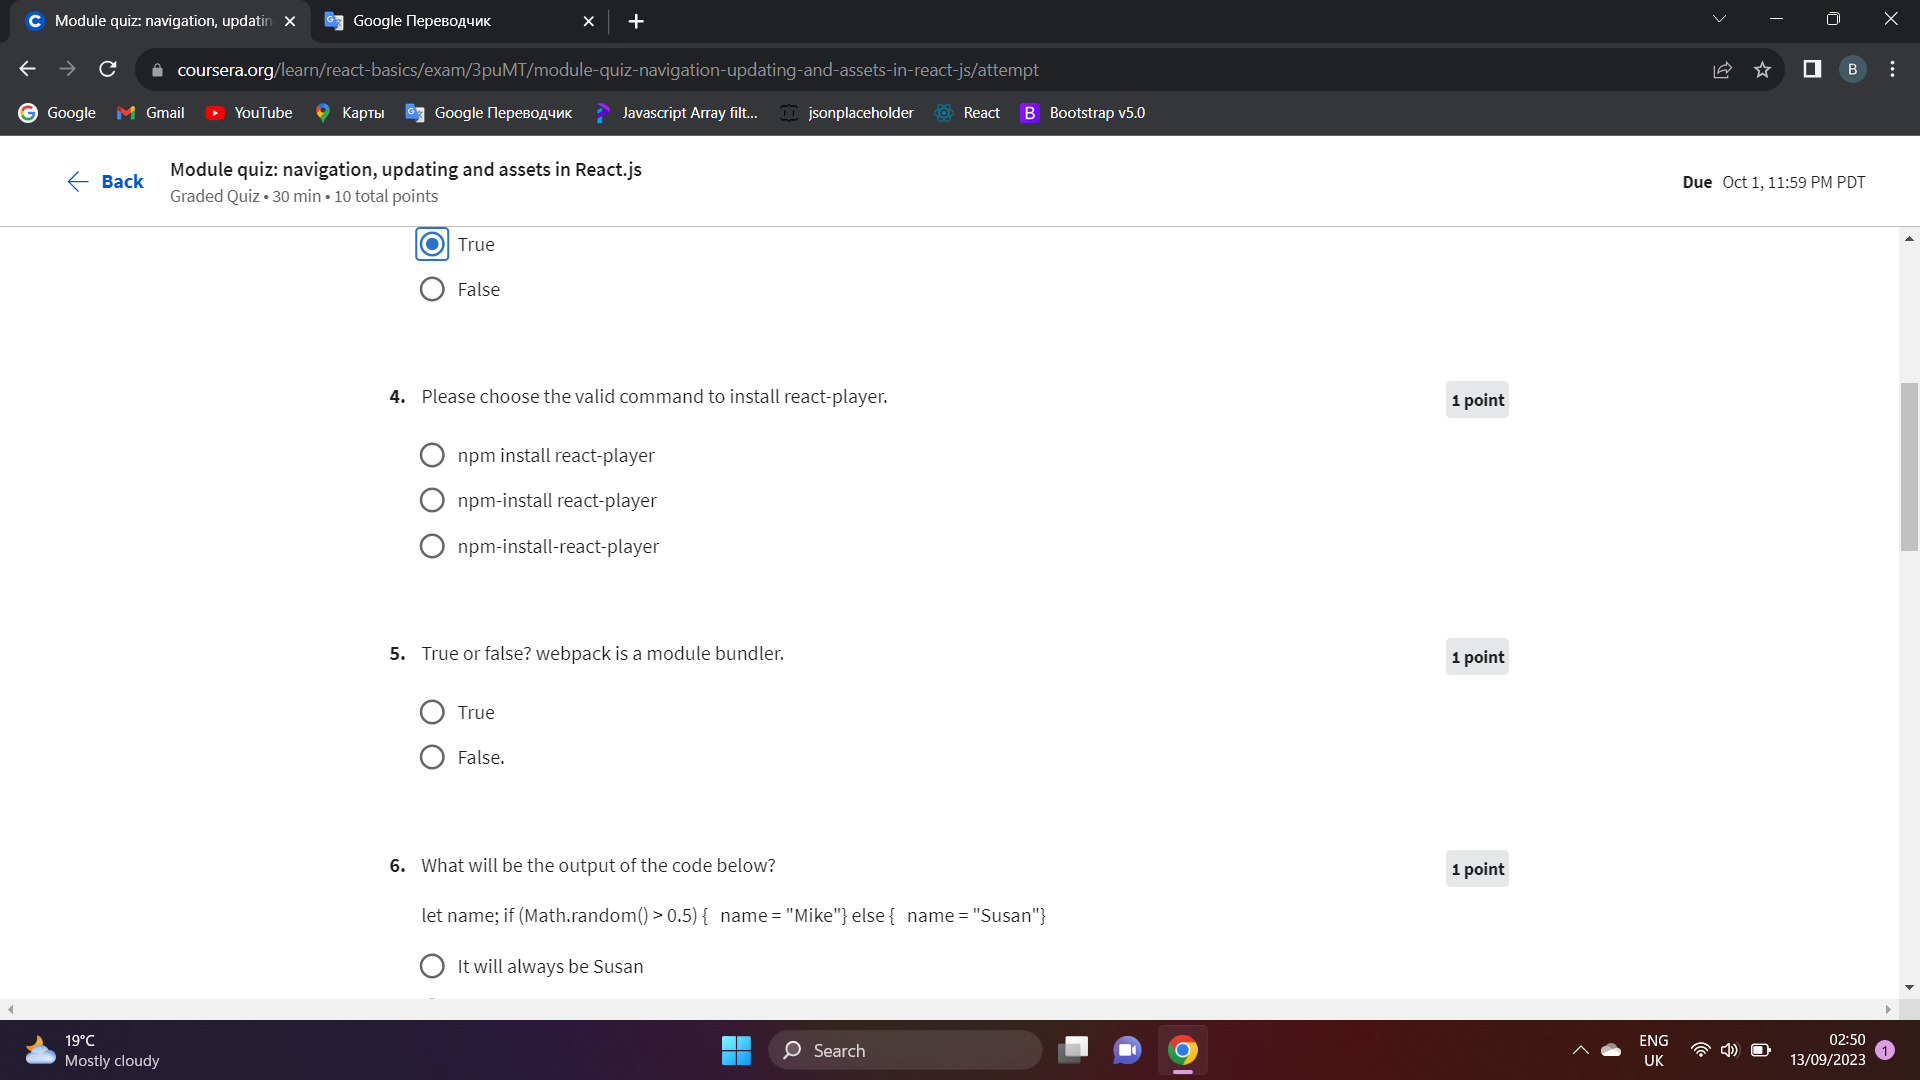 Module quiz: navigation, updatin
Google Переводчик
coursera.org/learn/react-basics/exam/3puMT/module-quiz-navigation-updating-and-assets-in-react-js/attempt
B
Google
Gmail
YouTube
Карты
Google Переводчик
Javascript Array filt...
jsonplaceholder
React
B
Bootstrap v5.0
Back
Module quiz: navigation, updating and assets in React.js
Graded Quiz • 30 min • 10 total points
Due Oct 1, 11:59 PM PDT
True
False
4. Please choose the valid command to install react-player.
1 point
npm install react-player
npm-install react-player
npm-install-react-player
5. True or false? webpack is a module bundler.
1 point
True
False.
6. What will be the output of the code below?
1 point
let name; if (Math.random() > 0.5) { name = "Mike"} else { name = "Susan"}
It will always be Susan
19°C
Mostly cloudy
Search
ENG
UK
02:50
13/09/2023
1